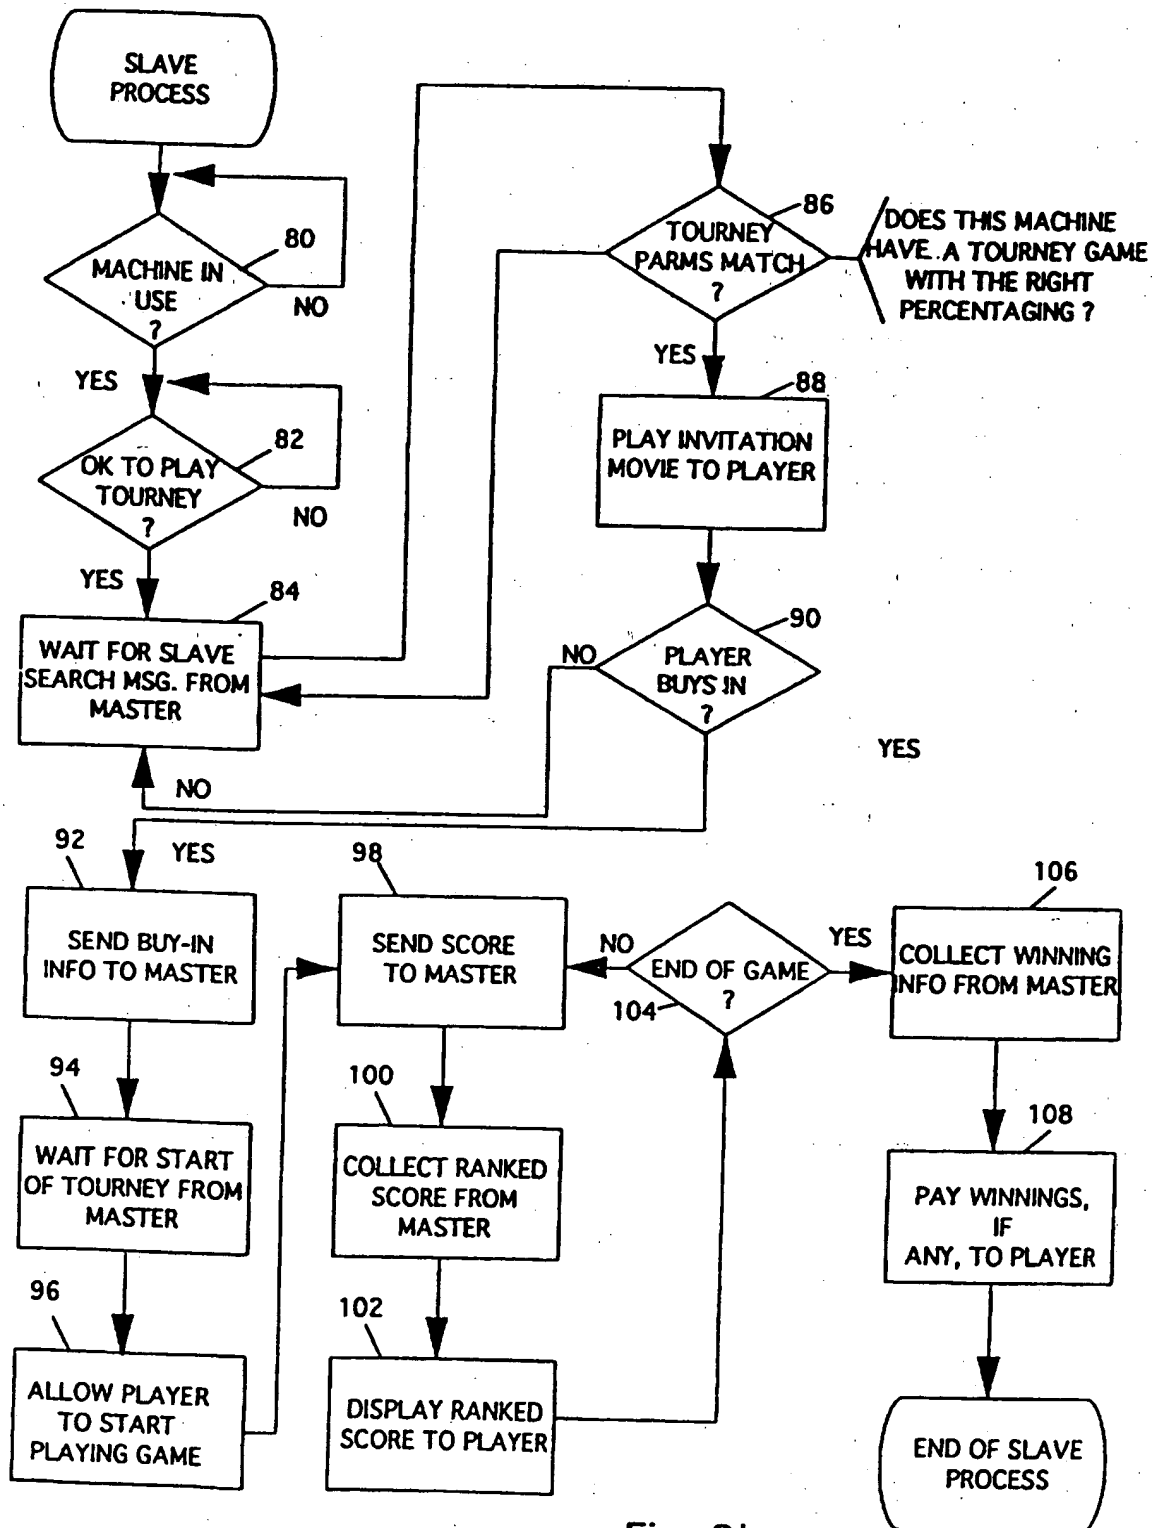 SLAVE
PROCESS
80
MACHINE IN
USE
?
NO
YES
82
OK TO PLAY
TOURNEY
?
NO
YES
84
WAIT FOR SLAVE
SEARCH MSG. FROM
MASTER
NO
86
TOURNEY
PARMS MATCH
?
DOES THIS MACHINE
HAVE A TOURNEY GAME
WITH THE RIGHT
PERCENTAGING ?
YES
88
PLAY INVITATION
MOVIE TO PLAYER
90
NO
PLAYER
BUYS IN
?
YES
YES
92
SEND BUY-IN
INFO TO MASTER
94
WAIT FOR START
OF TOURNEY FROM
MASTER
96
ALLOW PLAYER
TO START
PLAYING GAME
98
SEND SCORE
TO MASTER
100
COLLECT RANKED
SCORE FROM
MASTER
102
DISPLAY RANKED
SCORE TO PLAYER
NO
END OF GAME
?
104
YES
106
COLLECT WINNING
INFO FROM MASTER
108
PAY WINNINGS,
IF
ANY, TO PLAYER
END OF SLAVE
PROCESS